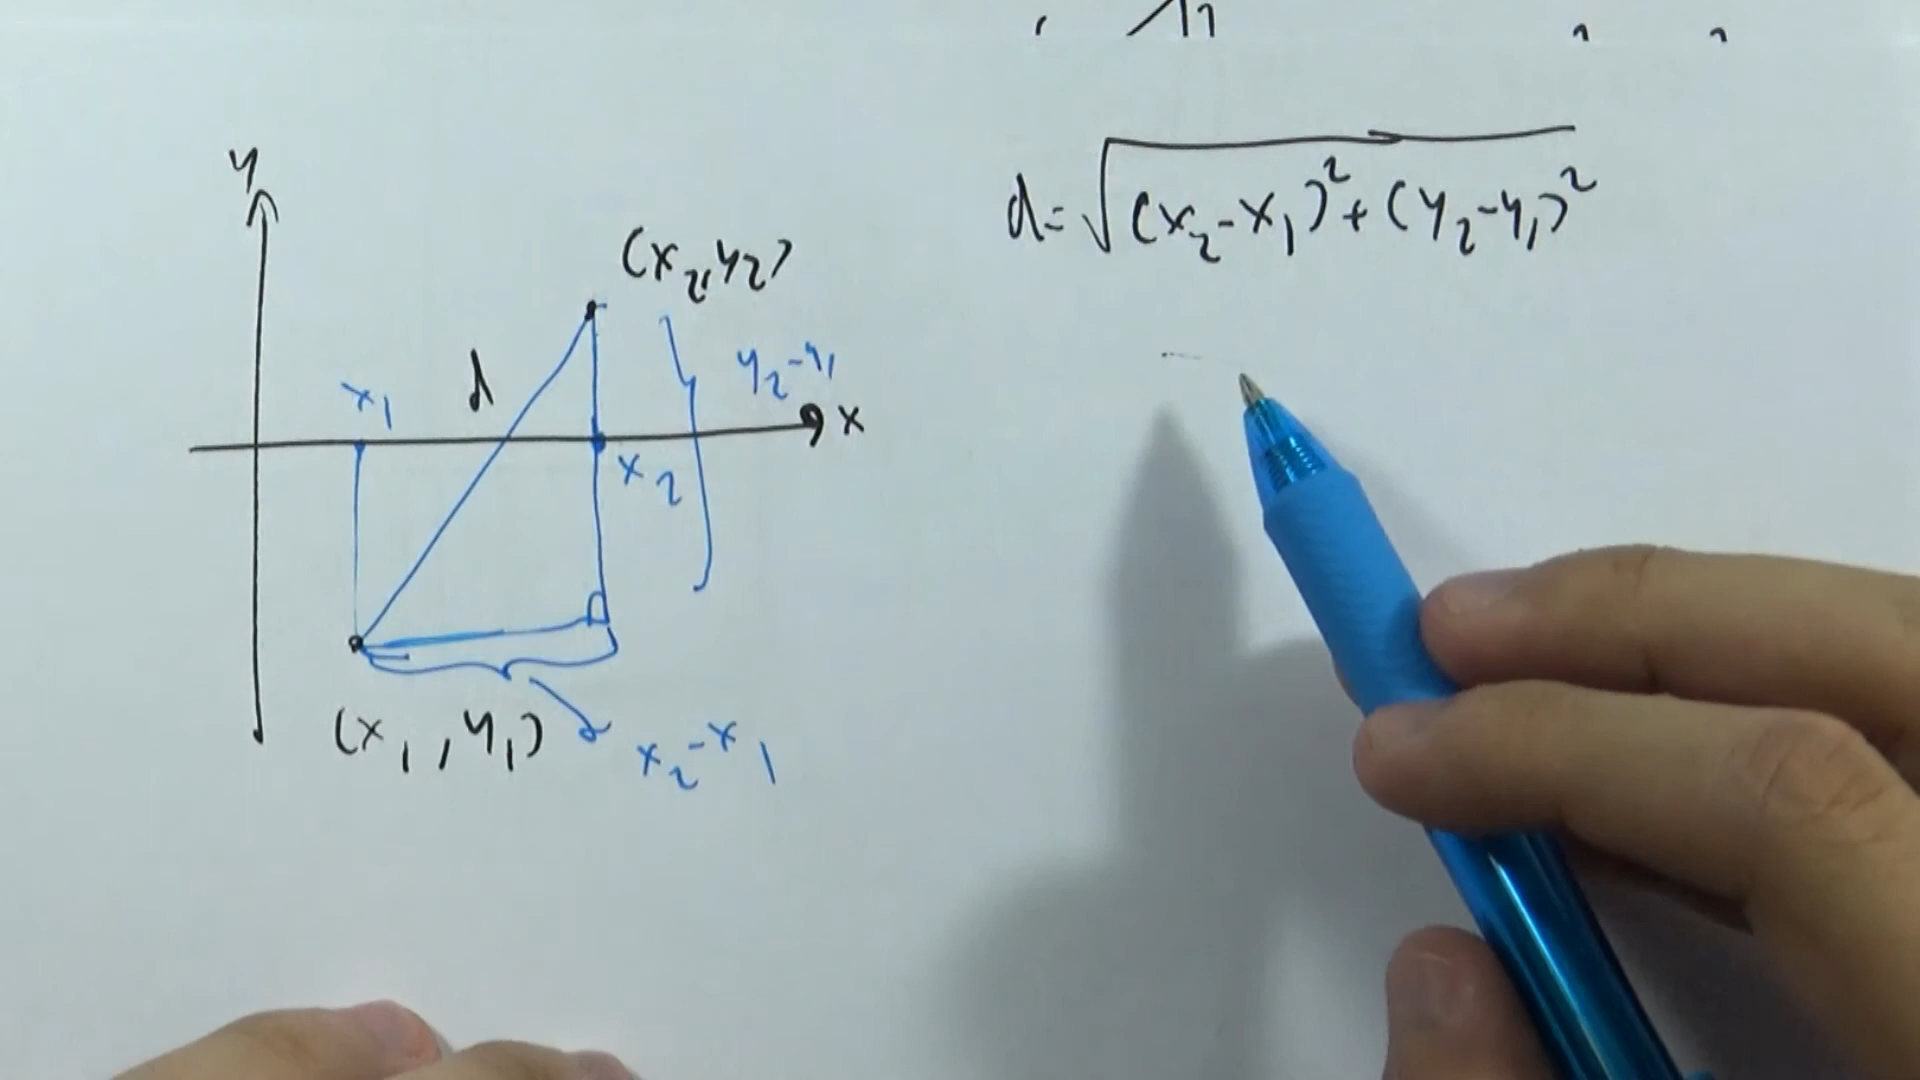 y
(x₂,y₂)
d
y₂-y₁
x₁
x
x₂
(x₁,y₁)
x₂-x₁
d=√(x₂-x₁)²+(y₂-y₁)²